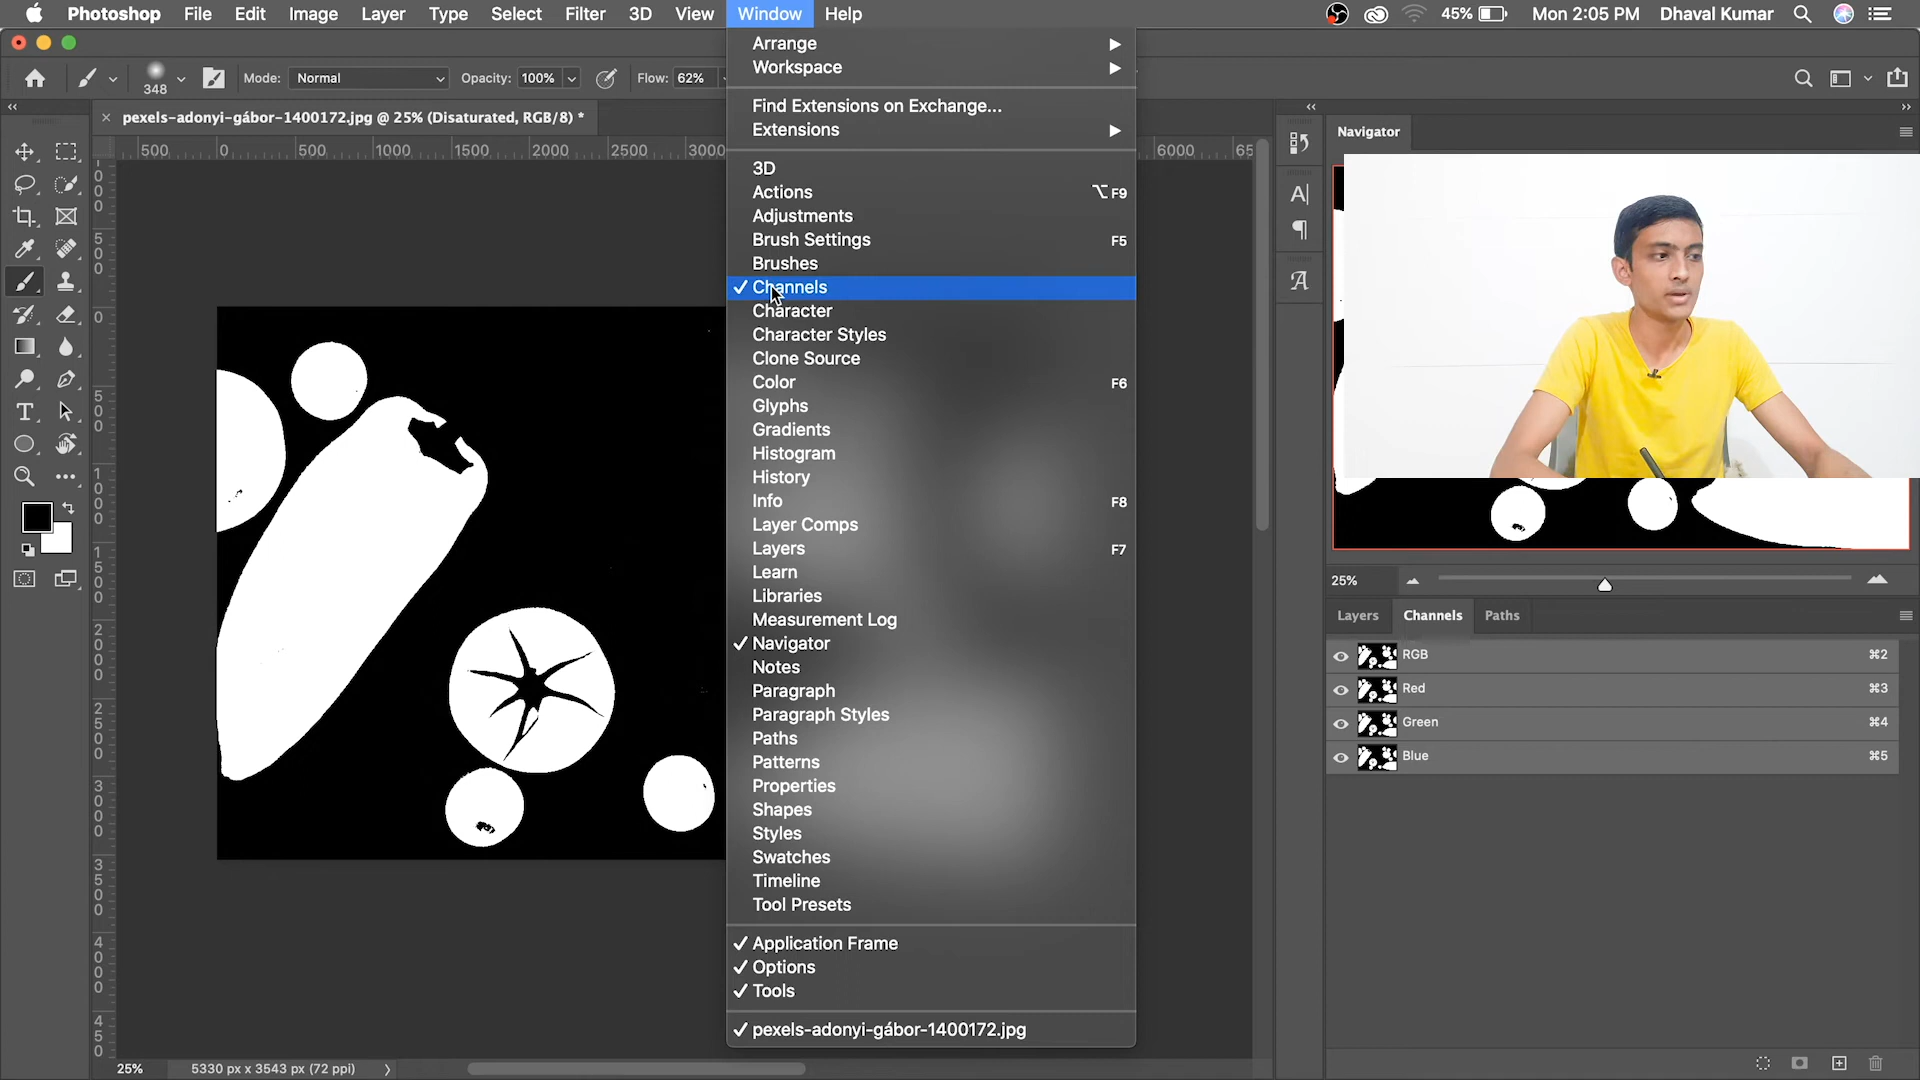 Photoshop File Edit Image Layer Type Select Filter 3D View Window Help 45% Mon 2:05 PM Dhaval Kumar
348 Mode: Normal Opacity: 100% Flow: 62%
pexels-adonyi-gábor-1400172.jpg @ 25% (Disaturated, RGB/8) *
500 0 500 1000 1500 2000 2500 3000 6000 65
Arrange
Workspace
Find Extensions on Exchange...
Extensions
3D
Actions ⌥F9
Adjustments
Brush Settings F5
Brushes
✓ Channels
Character
Character Styles
Clone Source
Color F6
Glyphs
Gradients
Histogram
History
Info F8
Layer Comps
Layers F7
Learn
Libraries
Measurement Log
✓ Navigator
Notes
Paragraph
Paragraph Styles
Paths
Patterns
Properties
Shapes
Styles
Swatches
Timeline
Tool Presets
✓ Application Frame
✓ Options
✓ Tools
✓ pexels-adonyi-gábor-1400172.jpg
Navigator
25%
Layers Channels Paths
RGB ⌘2
Red ⌘3
Green ⌘4
Blue ⌘5
25% 5330 px x 3543 px (72 ppi)